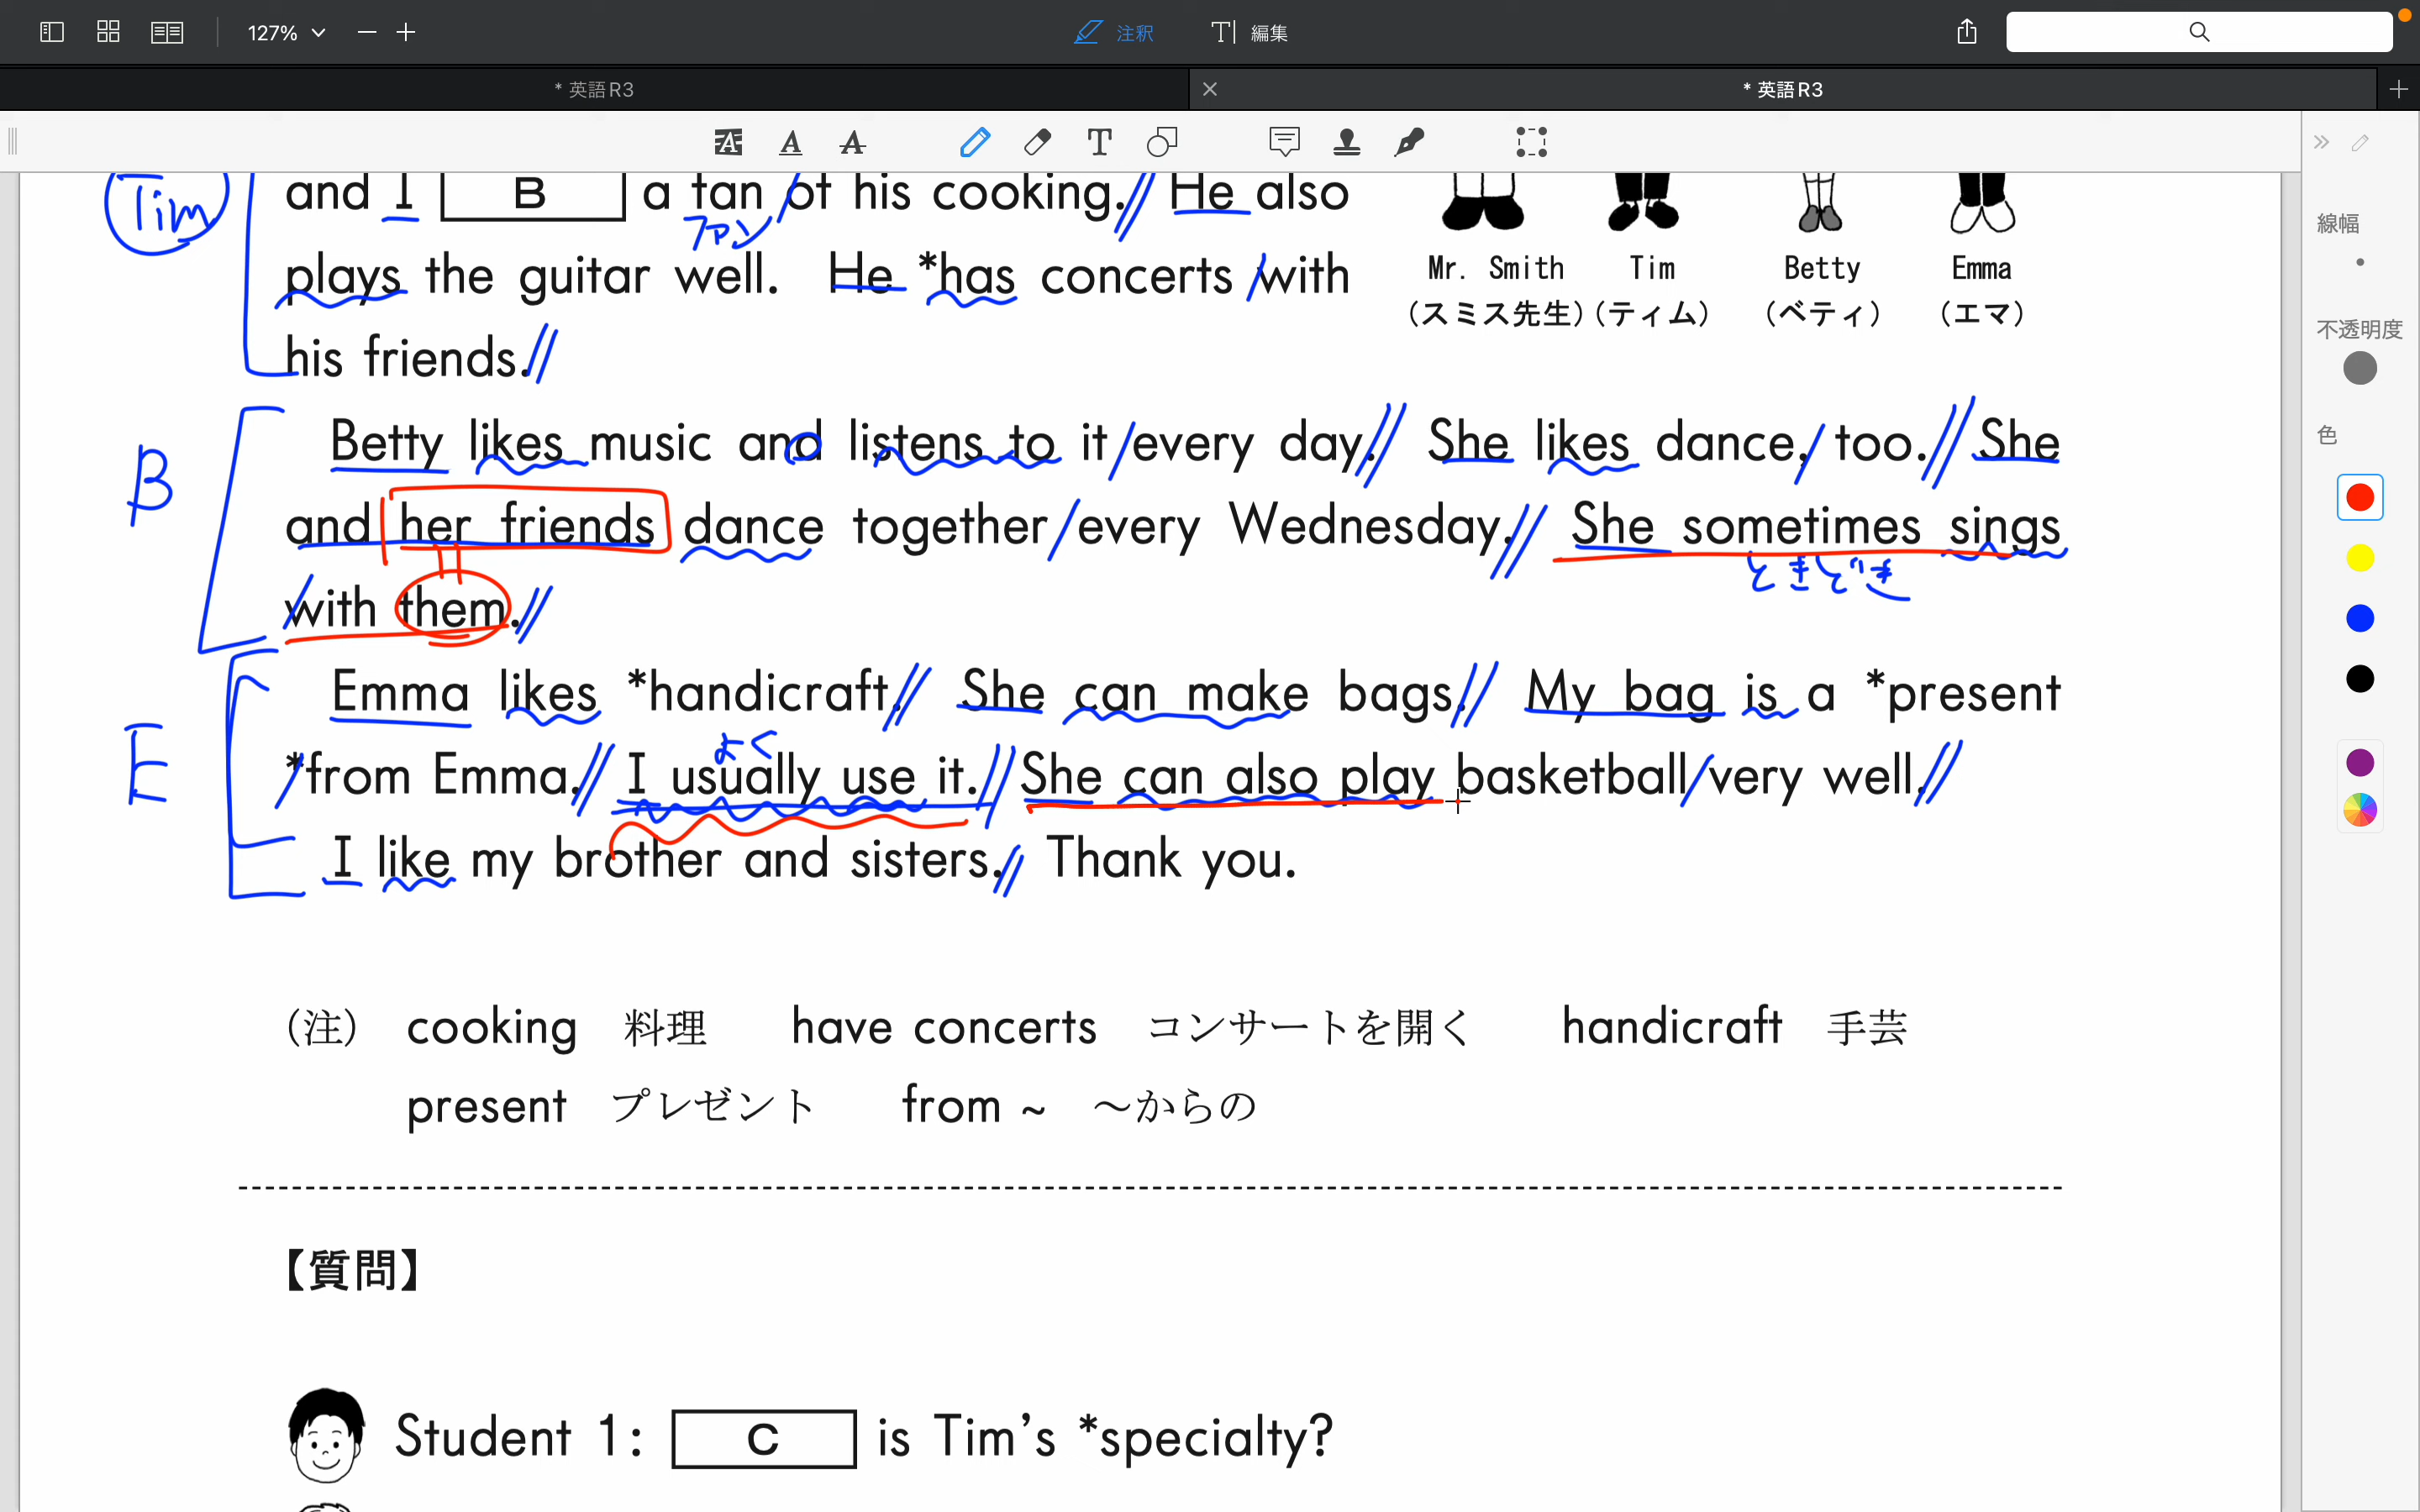 127%
注釈
編集
* 英語R3
* 英語R3
線幅
不透明度
色
Tim
and I B a fan of his cooking. He also
ファン
plays the guitar well. He *has concerts with
his friends.
Mr. Smith Tim Betty Emma
(スミス先生) (ティム) (ベティ) (エマ)
B
Betty likes music and listens to it every day. She likes dance, too. She
and her friends dance together every Wednesday. She sometimes sings
ときどき
with them.
E
Emma likes *handicraft. She can make bags. My bag is a *present
よく
*from Emma. I usually use it. She can also play basketball very well.
I like my brother and sisters. Thank you.
(注) cooking 料理 have concerts コンサートを開く handicraft 手芸
present プレゼント from ~ ~からの
【質問】
Student 1: C is Tim's *specialty?